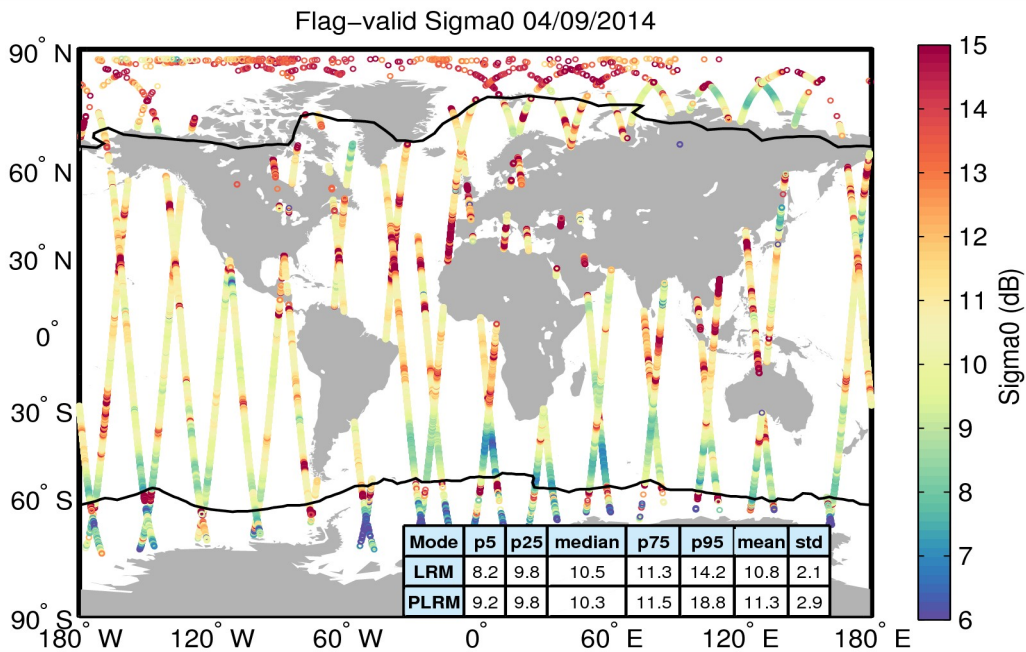 Flag−valid Sigma0 04/09/2014
90° N
60° N
30° N
0°
30° S
60° S
90° S
180° W
120° W
60° W
0°
60° E
120° E
180° E
Mode p5 p25 median p75 p95 mean std
LRM 8.2 9.8 10.5 11.3 14.2 10.8 2.1
PLRM 9.2 9.8 10.3 11.5 18.8 11.3 2.9
15
14
13
12
11
10
9
8
7
6
Sigma0 (dB)